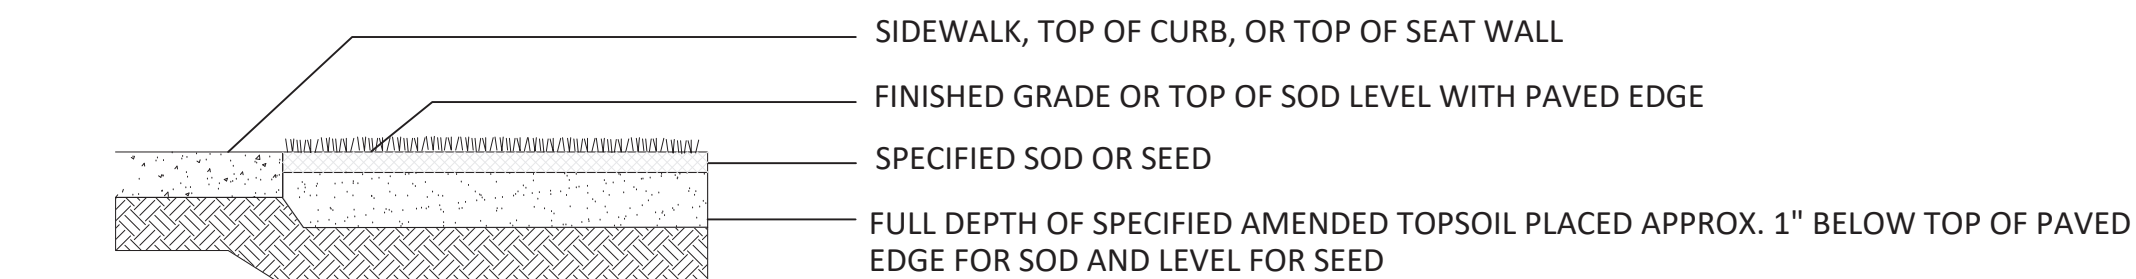 SIDEWALK, TOP OF CURB, OR TOP OF SEAT WALL
FINISHED GRADE OR TOP OF SOD LEVEL WITH PAVED EDGE
SPECIFIED SOD OR SEED
FULL DEPTH OF SPECIFIED AMENDED TOPSOIL PLACED APPROX. 1" BELOW TOP OF PAVED
EDGE FOR SOD AND LEVEL FOR SEED